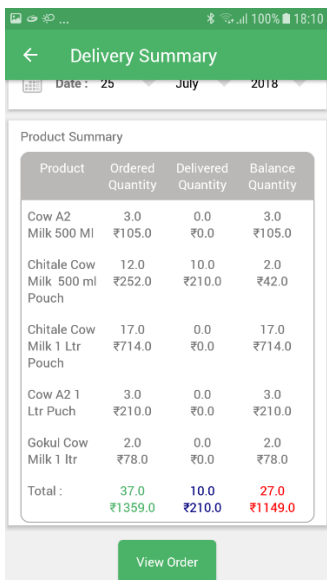 ... 100% 18:10
Delivery Summary
Date : 25 July 2018
Product Summary
Product Ordered Delivered Balance
Quantity Quantity Quantity
Cow A2 3.0 0.0 3.0
Milk 500 Ml ₹105.0 ₹0.0 ₹105.0
Chitale Cow 12.0 10.0 2.0
Milk 500 ml ₹252.0 ₹210.0 ₹42.0
Pouch
Chitale Cow 17.0 0.0 17.0
Milk 1 Ltr ₹714.0 ₹0.0 ₹714.0
Pouch
Cow A2 1 3.0 0.0 3.0
Ltr Puch ₹210.0 ₹0.0 ₹210.0
Gokul Cow 2.0 0.0 2.0
Milk 1 ltr ₹78.0 ₹0.0 ₹78.0
Total : 37.0 10.0 27.0
₹1359.0 ₹210.0 ₹1149.0
View Order